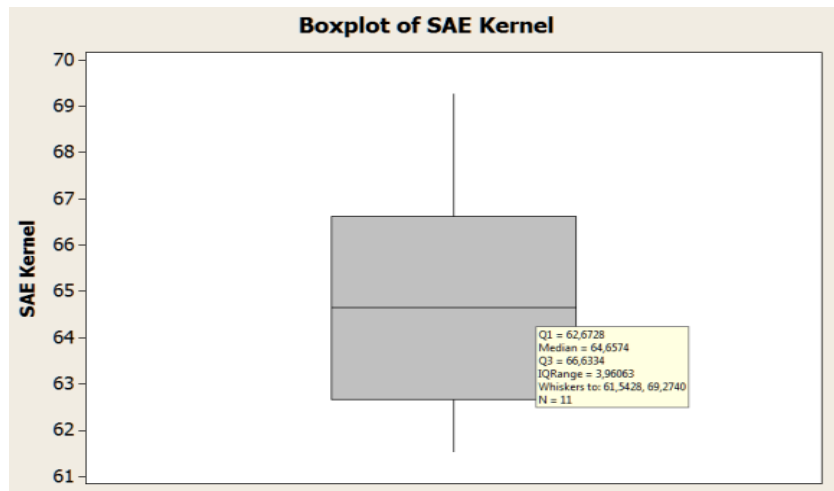 Boxplot of SAE Kernel
70
69
68
67
66
65
64
63
62
61
SAE Kernel
Q1 = 62,6728
Median = 64,6574
Q3 = 66,6334
IQRange = 3,96063
Whiskers to: 61,5428, 69,2740
N = 11